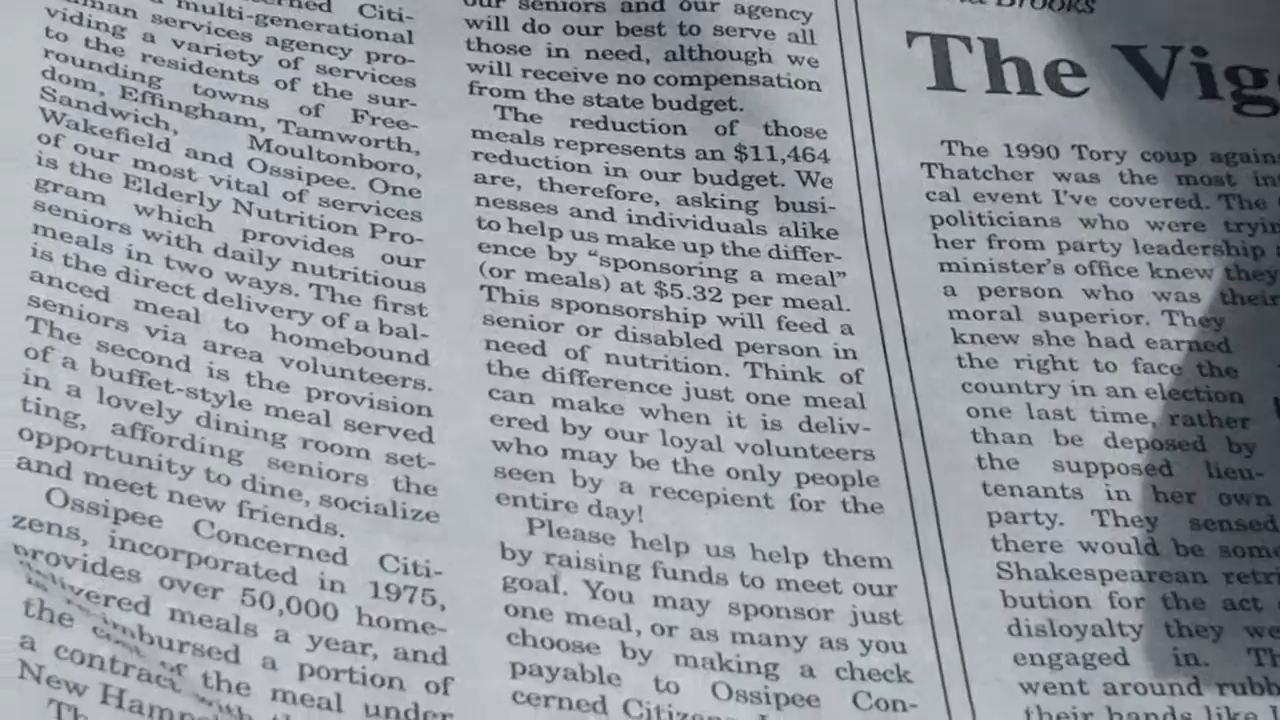 Citi-
multi-generational
services agency pro-
viding a variety of services
to the residents of the sur-
rounding towns of Free-
dom, Effingham, Tamworth,
Sandwich, Moultonboro,
Wakefield and Ossipee. One
of our most vital of services
is the Elderly Nutrition Pro-
gram which provides our
seniors with daily nutritious
meals in two ways. The first
is the direct delivery of a bal-
anced meal to homebound
seniors via area volunteers.
The second is the provision
of a buffet-style meal served
in a lovely dining room set-
ting, affording seniors the
opportunity to dine, socialize
and meet new friends.
Ossipee Concerned Citi-
zens, incorporated in 1975,
provides over 50,000 home-
delivered meals a year, and
a portion of
the cost of the meal under
a contract with
New
our seniors and our agency
will do our best to serve all
those in need, although we
will receive no compensation
from the state budget.
The reduction of those
meals represents an $11,464
reduction in our budget. We
are, therefore, asking busi-
nesses and individuals alike
to help us make up the differ-
ence by “sponsoring a meal”
(or meals) at $5.32 per meal.
This sponsorship will feed a
senior or disabled person in
need of nutrition. Think of
the difference just one meal
can make when it is deliv-
ered by our loyal volunteers
who may be the only people
seen by a recepient for the
entire day!
Please help us help them
by raising funds to meet our
goal. You may sponsor just
one meal, or as many as you
choose by making a check
payable to Ossipee Con-
cerned
BROOKS
The Vig
The 1990 Tory coup again
Thatcher was the most in
cal event I’ve covered. The
politicians who were tryin
her from party leadership
minister’s office knew they
a person who was their
moral superior. They
knew she had earned
the right to face the
country in an election
one last time, rather
than be deposed by
the supposed lieu-
tenants in her own
party. They sensed
there would be some
Shakespearean retri
bution for the act
disloyalty they we
engaged in. Th
went around rubb
their hands like